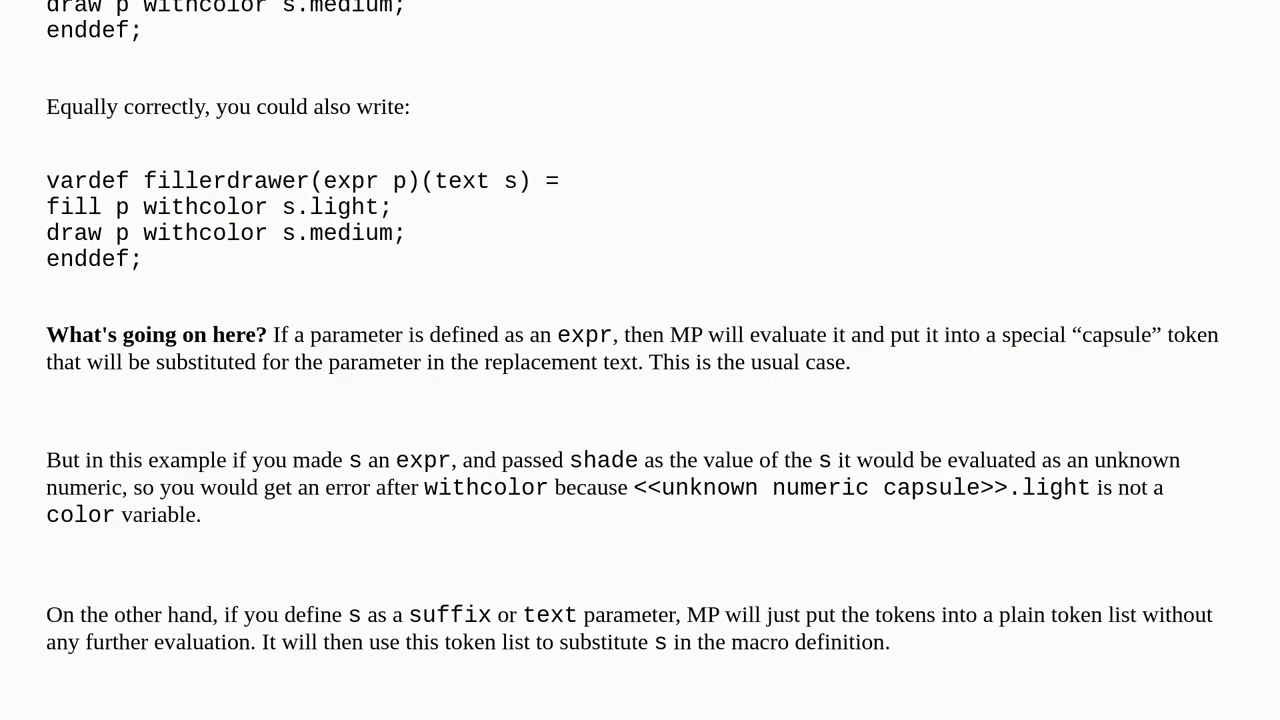 draw p withcolor s.medium;
enddef;
Equally correctly, you could also write:
vardef fillerdrawer(expr p)(text s) =
fill p withcolor s.light;
draw p withcolor s.medium;
enddef;
What's going on here? If a parameter is defined as an expr, then MP will evaluate it and put it into a special “capsule” token
that will be substituted for the parameter in the replacement text. This is the usual case.
But in this example if you made s an expr, and passed shade as the value of the s it would be evaluated as an unknown
numeric, so you would get an error after withcolor because <<unknown numeric capsule>>.light is not a
color variable.
On the other hand, if you define s as a suffix or text parameter, MP will just put the tokens into a plain token list without
any further evaluation. It will then use this token list to substitute s in the macro definition.